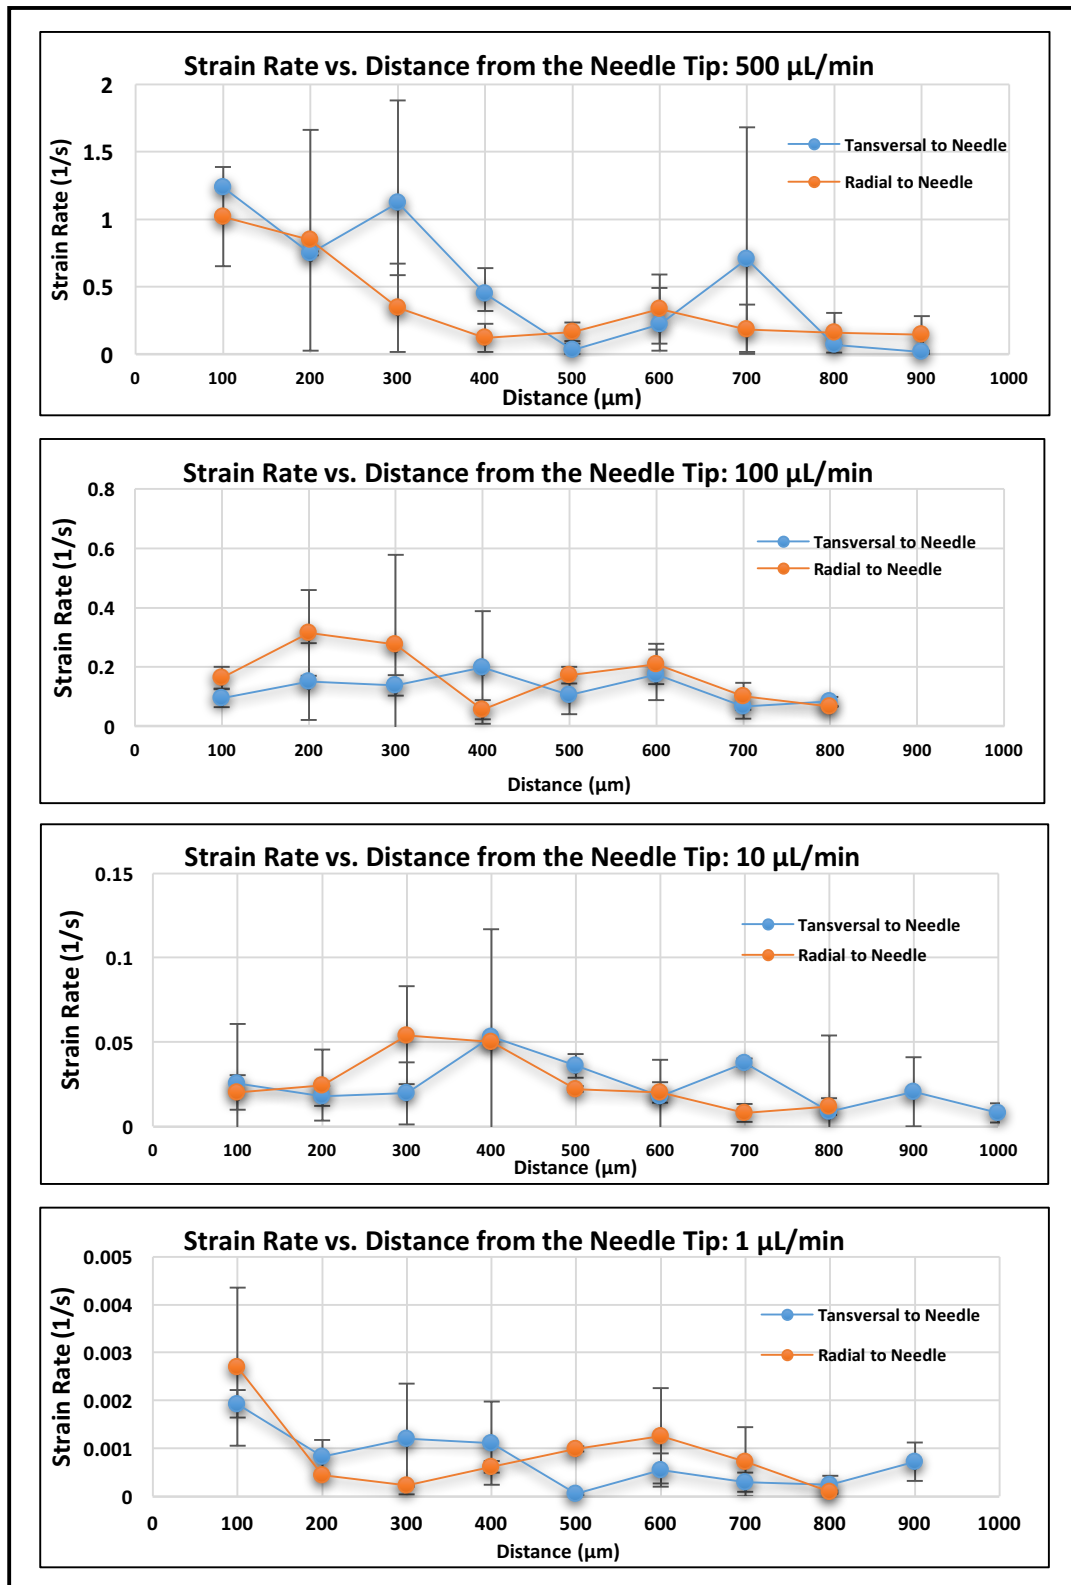 Strain Rate vs. Distance from the Needle Tip: 500 µL/min
2
1.5
1
0.5
0
Strain Rate (1/s)
Tansversal to Needle
Radial to Needle
0 100 200 300 400 500 600 700 800 900 1000
Distance (µm)
Strain Rate vs. Distance from the Needle Tip: 100 µL/min
0.8
0.6
0.4
0.2
0
Strain Rate (1/s)
Tansversal to Needle
Radial to Needle
0 100 200 300 400 500 600 700 800 900 1000
Distance (µm)
Strain Rate vs. Distance from the Needle Tip: 10 µL/min
0.15
0.1
0.05
0
Strain Rate (1/s)
Tansversal to Needle
Radial to Needle
0 100 200 300 400 500 600 700 800 900 1000
Distance (µm)
Strain Rate vs. Distance from the Needle Tip: 1 µL/min
0.005
0.004
0.003
0.002
0.001
0
Strain Rate (1/s)
Tansversal to Needle
Radial to Needle
0 100 200 300 400 500 600 700 800 900 1000
Distance (µm)